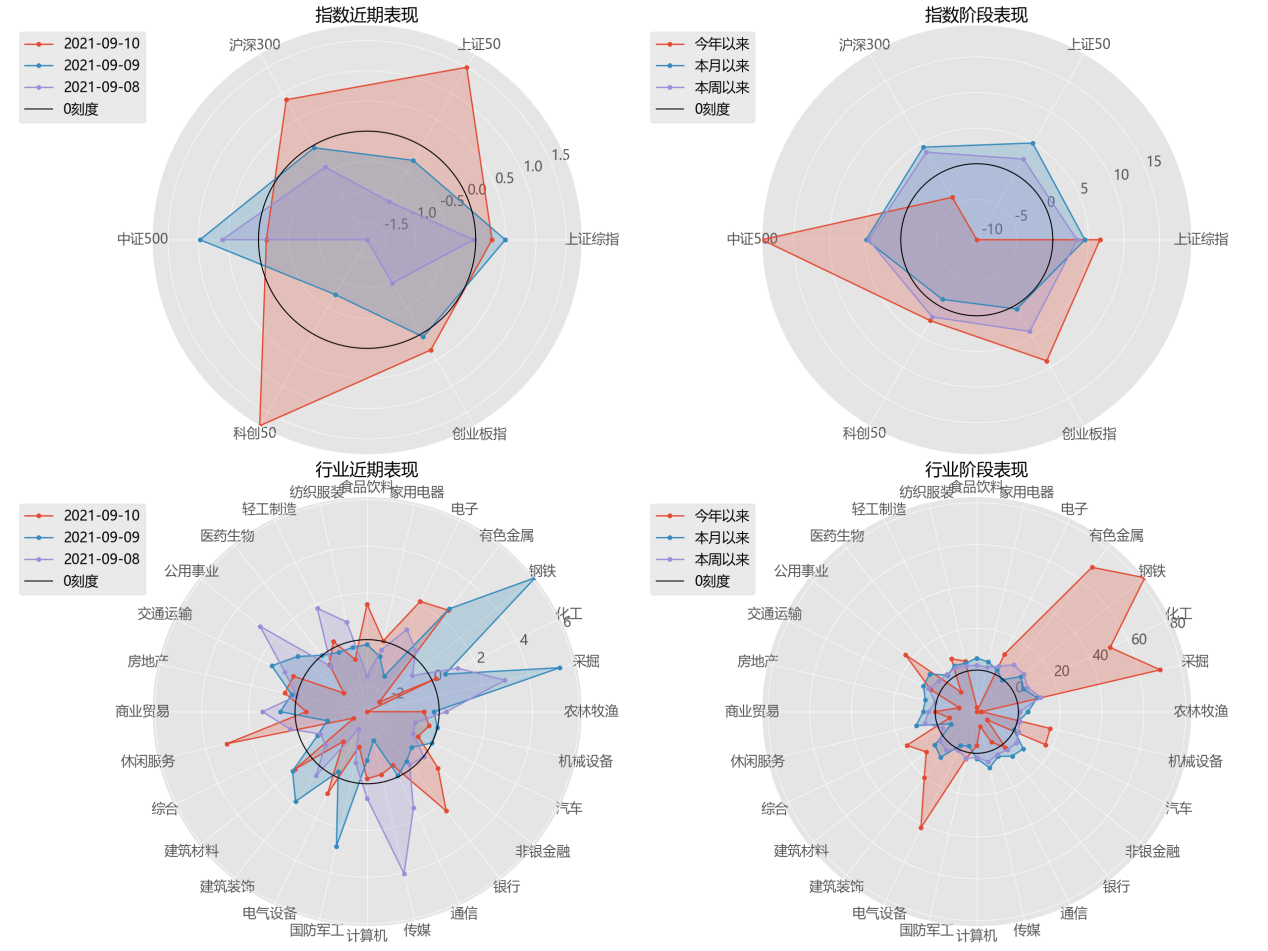 指数近期表现
2021-09-10
2021-09-09
2021-09-08
0刻度
沪深300
上证50
中证500
上证综指
科创50
创业板指
-1.5
-1.0
-0.5
0.0
0.5
1.0
1.5
指数阶段表现
今年以来
本月以来
本周以来
0刻度
沪深300
上证50
中证500
上证综指
科创50
创业板指
-10
-5
0
5
10
15
行业近期表现
2021-09-10
2021-09-09
2021-09-08
0刻度
食品饮料
纺织服装
家用电器
轻工制造
电子
医药生物
有色金属
公用事业
钢铁
交通运输
化工
房地产
采掘
商业贸易
农林牧渔
休闲服务
机械设备
综合
汽车
建筑材料
非银金融
建筑装饰
银行
电气设备
通信
国防军工
计算机
传媒
-2
0
2
4
6
行业阶段表现
今年以来
本月以来
本周以来
0刻度
食品饮料
纺织服装
家用电器
轻工制造
电子
医药生物
有色金属
公用事业
钢铁
交通运输
化工
房地产
采掘
商业贸易
农林牧渔
休闲服务
机械设备
综合
汽车
建筑材料
非银金融
建筑装饰
银行
电气设备
通信
国防军工
计算机
传媒
0
20
40
60
80